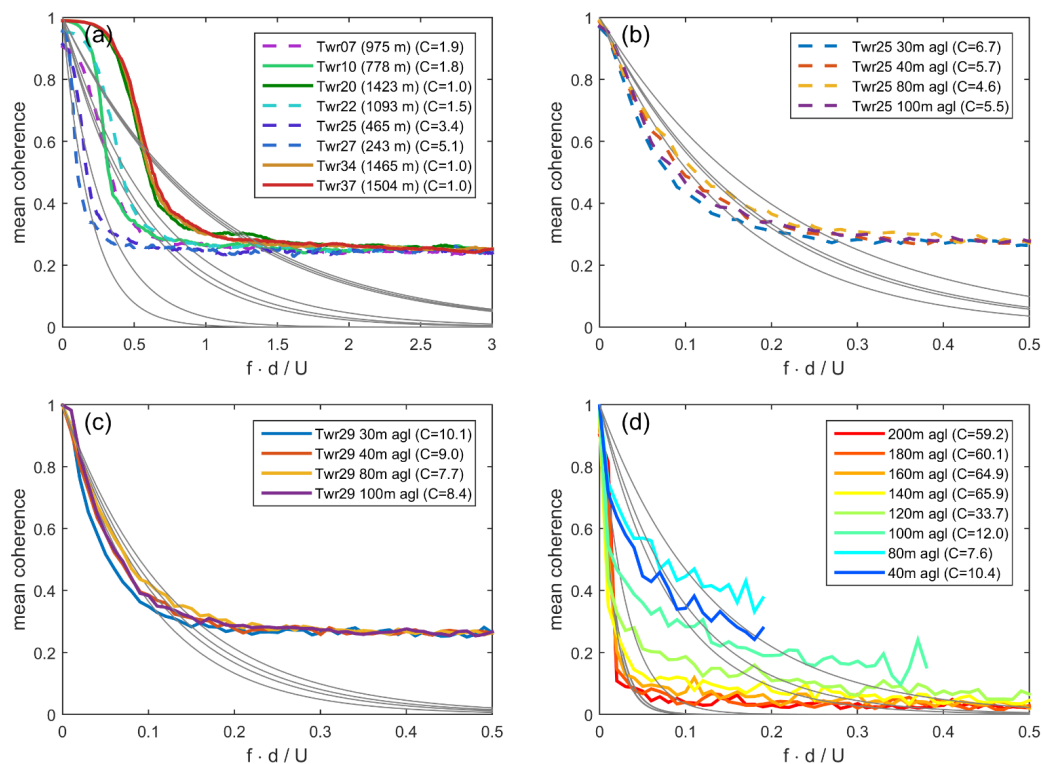 (a)
Twr07 (975 m) (C=1.9)
Twr10 (778 m) (C=1.8)
Twr20 (1423 m) (C=1.0)
Twr22 (1093 m) (C=1.5)
Twr25 (465 m) (C=3.4)
Twr27 (243 m) (C=5.1)
Twr34 (1465 m) (C=1.0)
Twr37 (1504 m) (C=1.0)
mean coherence
1
0.8
0.6
0.4
0.2
0
0 0.5 1 1.5 2 2.5 3
f · d / U
(b)
Twr25 30m agl (C=6.7)
Twr25 40m agl (C=5.7)
Twr25 80m agl (C=4.6)
Twr25 100m agl (C=5.5)
mean coherence
1
0.8
0.6
0.4
0.2
0
0 0.1 0.2 0.3 0.4 0.5
f · d / U
(c)
Twr29 30m agl (C=10.1)
Twr29 40m agl (C=9.0)
Twr29 80m agl (C=7.7)
Twr29 100m agl (C=8.4)
mean coherence
1
0.8
0.6
0.4
0.2
0
0 0.1 0.2 0.3 0.4 0.5
f · d / U
(d)
200m agl (C=59.2)
180m agl (C=60.1)
160m agl (C=64.9)
140m agl (C=65.9)
120m agl (C=33.7)
100m agl (C=12.0)
80m agl (C=7.6)
40m agl (C=10.4)
mean coherence
1
0.8
0.6
0.4
0.2
0
0 0.1 0.2 0.3 0.4 0.5
f · d / U